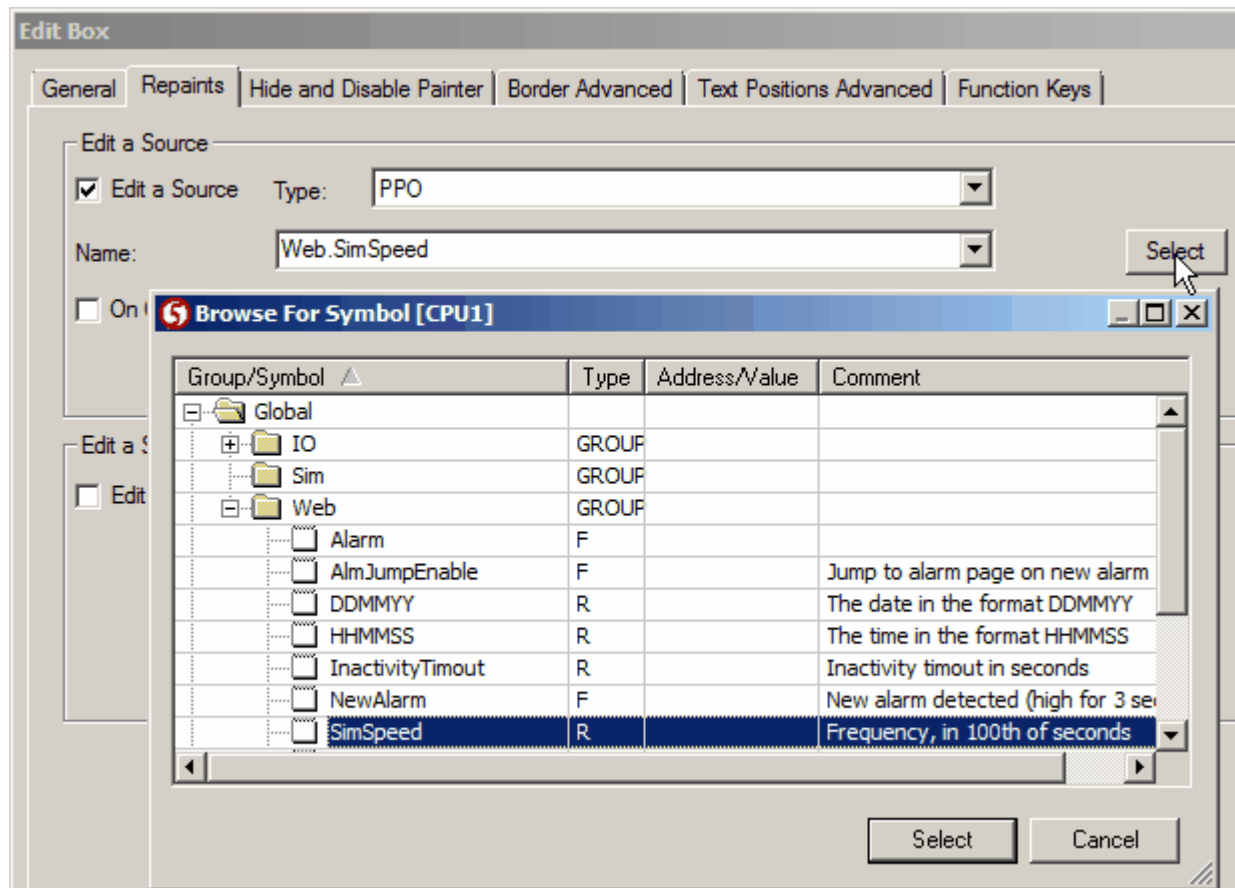 Edit Box
General Repaints Hide and Disable Painter Border Advanced Text Positions Advanced Function Keys
Edit a Source
Edit a Source Type: PPO
Name: Web.SimSpeed Select
On
Browse For Symbol [CPU1]
Group/Symbol Type Address/Value Comment
Global
Edit a
IO GROUP
Sim GROUP
Edit
Web GROUP
Alarm F
AlmJumpEnable F Jump to alarm page on new alarm
DDMMYY R The date in the format DDMMYY
HHMMSS R The time in the format HHMMSS
InactivityTimout R Inactivity timout in seconds
NewAlarm F New alarm detected (high for 3 se
SimSpeed R Frequency, in 100th of seconds
Select Cancel